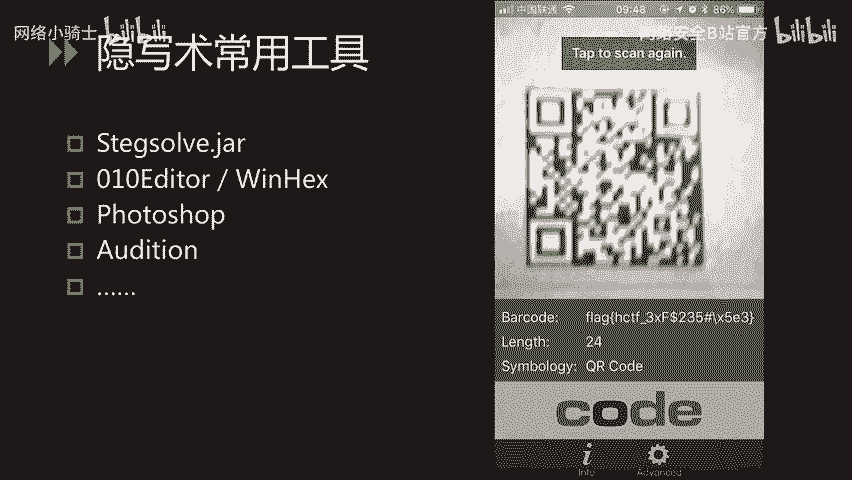 网络小骑士 bilibili
隐写术常用工具
Stegsolve.jar
010Editor / WinHex
Photoshop
Audition
……
中国联通 09:48 86%
网络安全B站官方 bilibili
Tap to scan again.
Barcode: flag{hctf_3xF$235#\x5e3}
Length: 24
Symbology: QR Code
code
Info Advanced